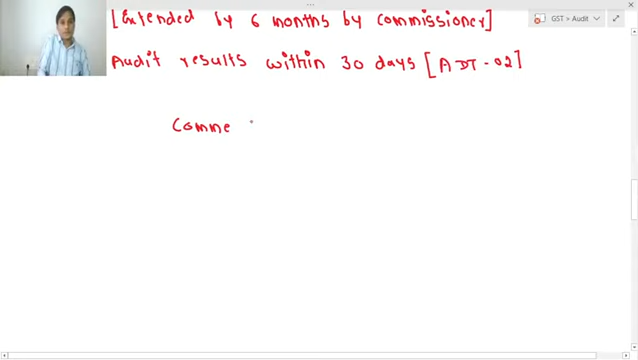 [Extended by 6 months by commissioner]
GST > Audit
Audit results within 30 days [ADT-02]
Comme